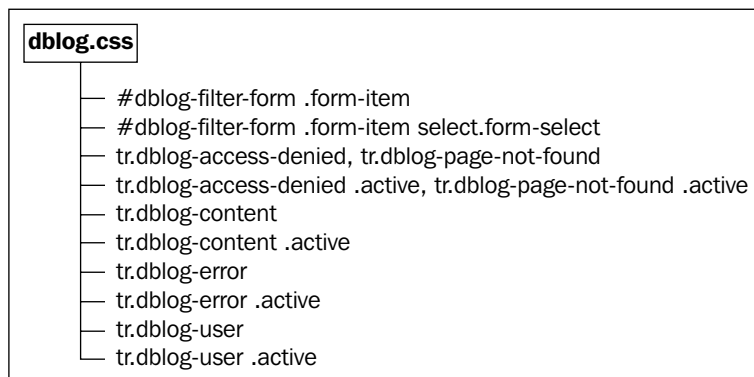 dblog.css
#dblog-filter-form .form-item
#dblog-filter-form .form-item select.form-select
tr.dblog-access-denied, tr.dblog-page-not-found
tr.dblog-access-denied .active, tr.dblog-page-not-found .active
tr.dblog-content
tr.dblog-content .active
tr.dblog-error
tr.dblog-error .active
tr.dblog-user
tr.dblog-user .active